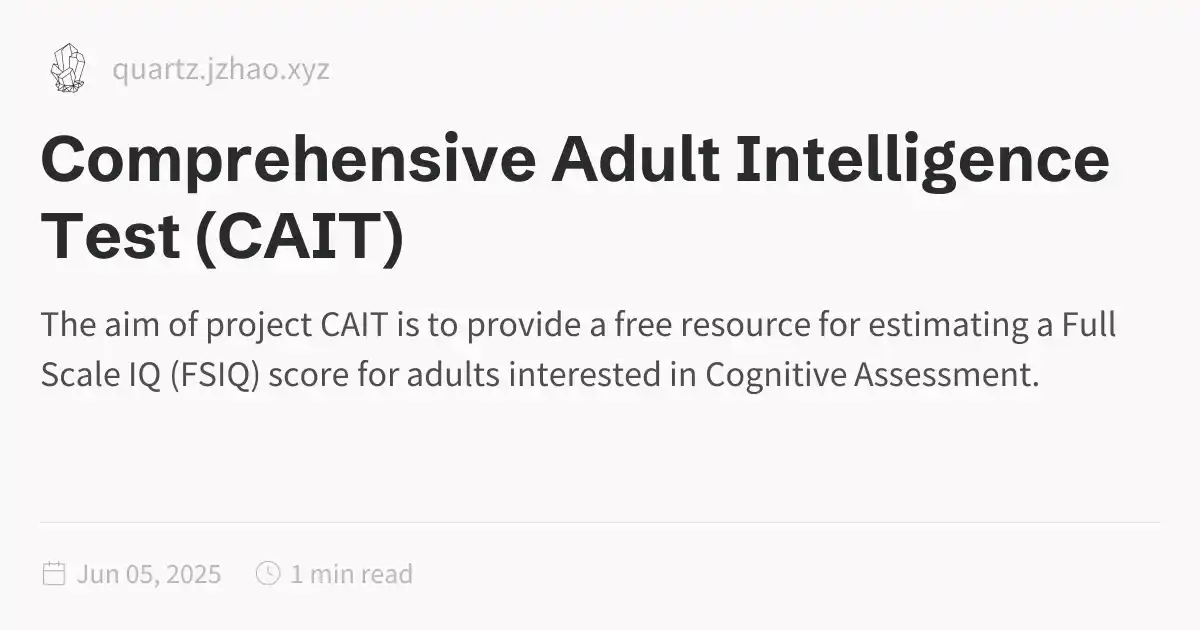 quartz.jzhao.xyz
Comprehensive Adult Intelligence
Test (CAIT)
The aim of project CAIT is to provide a free resource for estimating a Full
Scale IQ (FSIQ) score for adults interested in Cognitive Assessment.
Jun 05, 2025 1 min read